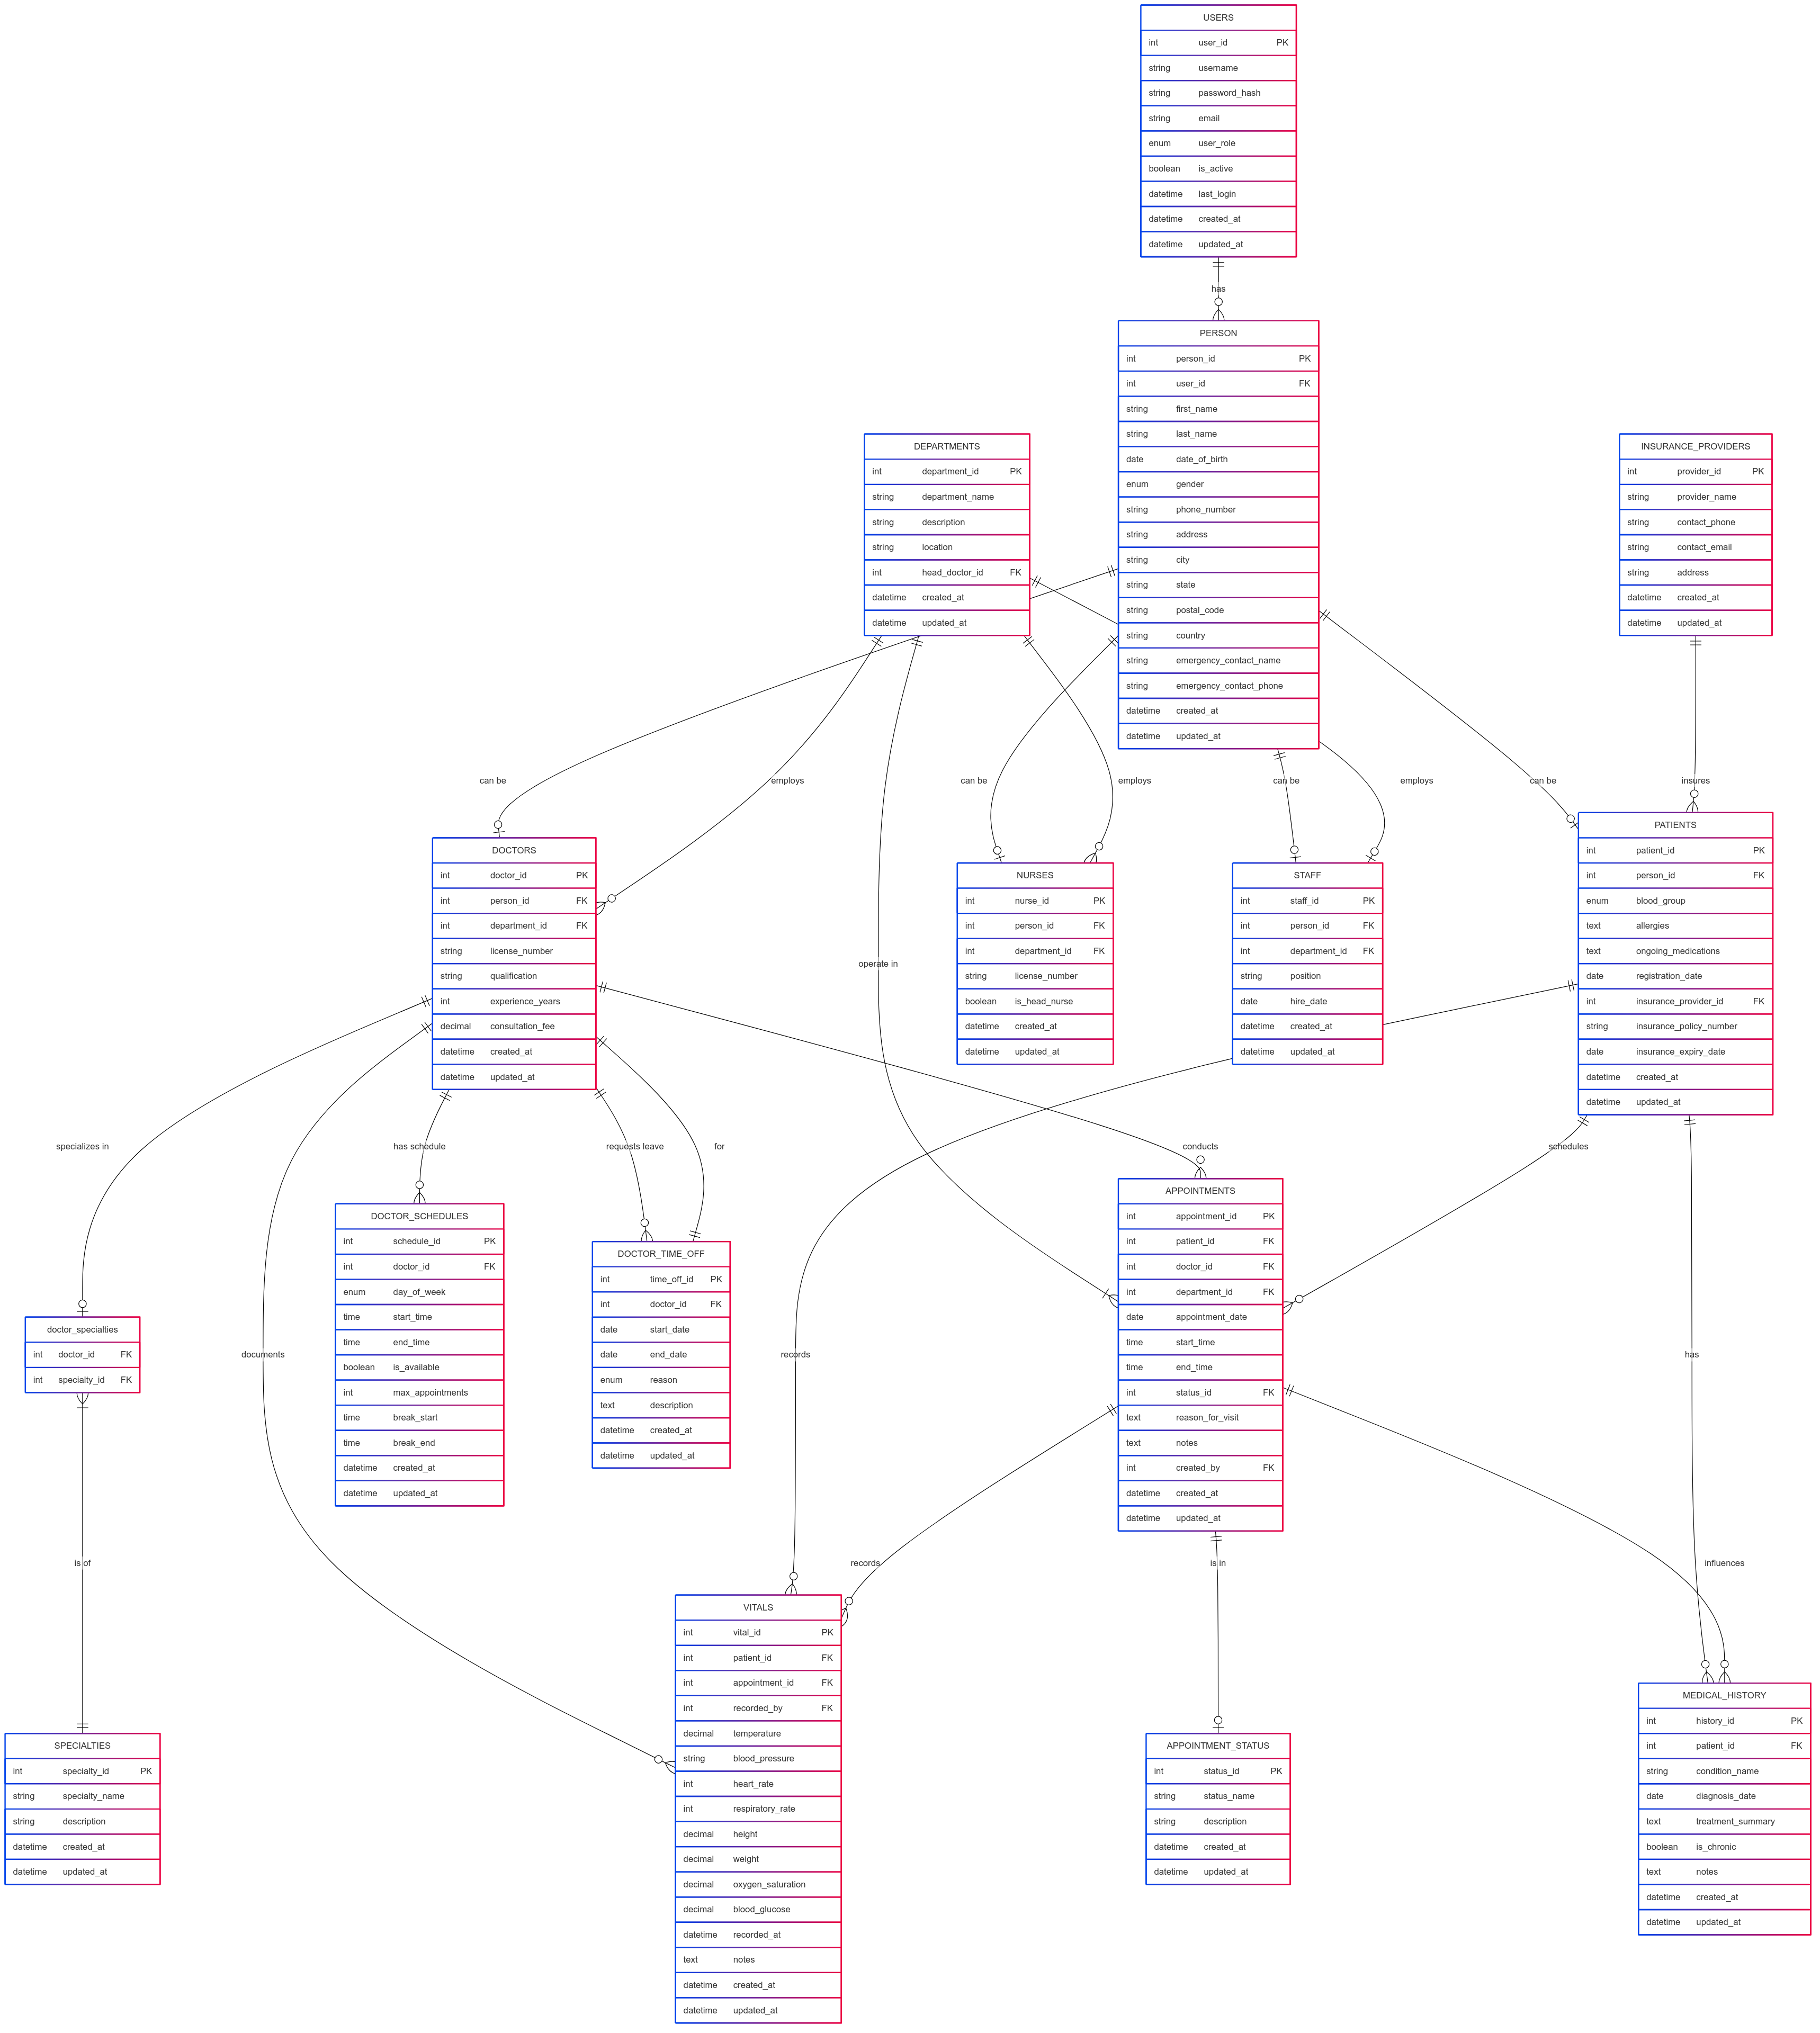 USERS
int user_id PK
string username
string password_hash
string email
enum user_role
boolean is_active
datetime last_login
datetime created_at
datetime updated_at
has
PERSON
int person_id PK
int user_id FK
string first_name
string last_name
date date_of_birth
enum gender
string phone_number
string address
string city
string state
string postal_code
string country
string emergency_contact_name
string emergency_contact_phone
datetime created_at
datetime updated_at
DEPARTMENTS
int department_id PK
string department_name
string description
string location
int head_doctor_id FK
datetime created_at
datetime updated_at
INSURANCE_PROVIDERS
int provider_id PK
string provider_name
string contact_phone
string contact_email
string address
datetime created_at
datetime updated_at
can be
employs
can be
employs
can be
employs
can be
insures
DOCTORS
int doctor_id PK
int person_id FK
int department_id FK
string license_number
string qualification
int experience_years
decimal consultation_fee
datetime created_at
datetime updated_at
operate in
NURSES
int nurse_id PK
int person_id FK
int department_id FK
string license_number
boolean is_head_nurse
datetime created_at
datetime updated_at
STAFF
int staff_id PK
int person_id FK
int department_id FK
string position
date hire_date
datetime created_at
datetime updated_at
PATIENTS
int patient_id PK
int person_id FK
enum blood_group
text allergies
text ongoing_medications
date registration_date
int insurance_provider_id FK
string insurance_policy_number
date insurance_expiry_date
datetime created_at
datetime updated_at
specializes in
has schedule
requests leave
for
conducts
schedules
doctor_specialties
int doctor_id FK
int specialty_id FK
documents
DOCTOR_SCHEDULES
int schedule_id PK
int doctor_id FK
enum day_of_week
time start_time
time end_time
boolean is_available
int max_appointments
time break_start
time break_end
datetime created_at
datetime updated_at
DOCTOR_TIME_OFF
int time_off_id PK
int doctor_id FK
date start_date
date end_date
enum reason
text description
datetime created_at
datetime updated_at
records
APPOINTMENTS
int appointment_id PK
int patient_id FK
int doctor_id FK
int department_id FK
date appointment_date
time start_time
time end_time
int status_id FK
text reason_for_visit
text notes
int created_by FK
datetime created_at
datetime updated_at
has
is of
records
is in
influences
SPECIALTIES
int specialty_id PK
string specialty_name
string description
datetime created_at
datetime updated_at
VITALS
int vital_id PK
int patient_id FK
int appointment_id FK
int recorded_by FK
decimal temperature
string blood_pressure
int heart_rate
int respiratory_rate
decimal height
decimal weight
decimal oxygen_saturation
decimal blood_glucose
datetime recorded_at
text notes
datetime created_at
datetime updated_at
APPOINTMENT_STATUS
int status_id PK
string status_name
string description
datetime created_at
datetime updated_at
MEDICAL_HISTORY
int history_id PK
int patient_id FK
string condition_name
date diagnosis_date
text treatment_summary
boolean is_chronic
text notes
datetime created_at
datetime updated_at